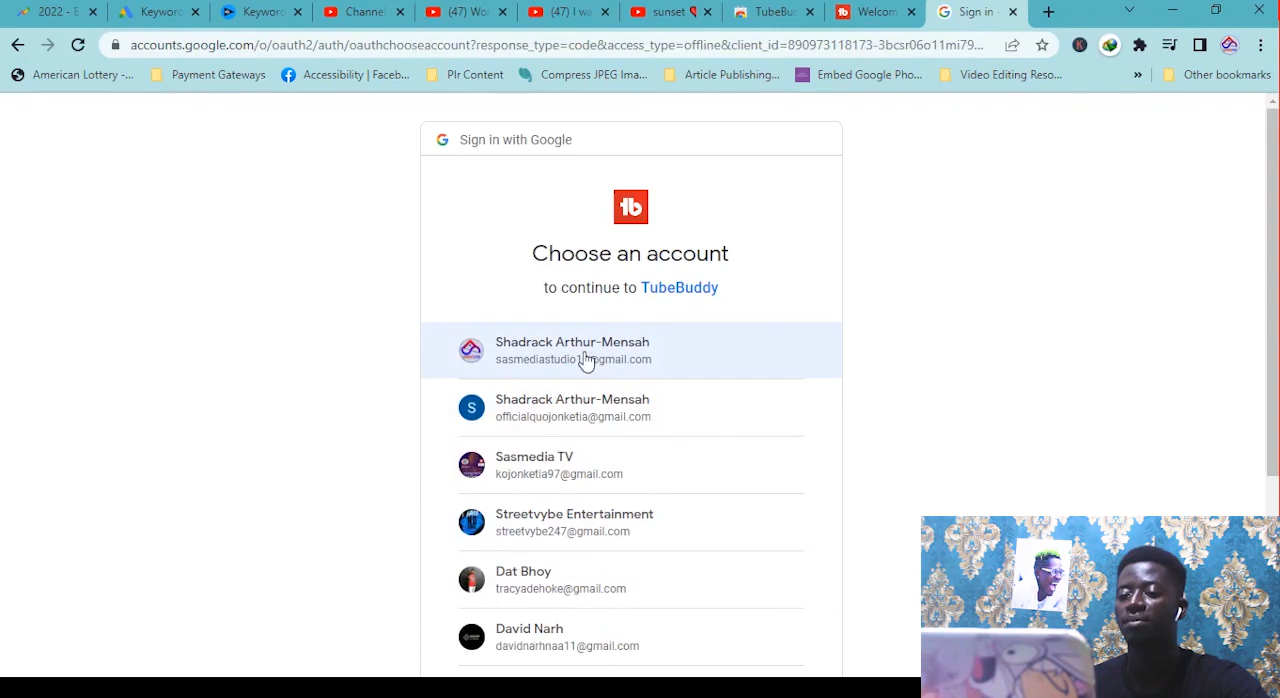 2022 - E
Keyword
Keyword
Channel
(47) Wo
(47) I wa
sunset
TubeBud
Welcom
Sign in -
accounts.google.com/o/oauth2/auth/oauthchooseaccount?response_type=code&access_type=offline&client_id=890973118173-3bcsr06o11mi79...
American Lottery -...
Payment Gateways
Accessibility | Faceb...
Plr Content
Compress JPEG Ima...
Article Publishing...
Embed Google Pho...
Video Editing Reso...
»
Other bookmarks
Sign in with Google
Choose an account
to continue to TubeBuddy
Shadrack Arthur-Mensah
sasmediastudio1@gmail.com
Shadrack Arthur-Mensah
officialquojonketia@gmail.com
Sasmedia TV
kojonketia97@gmail.com
Streetvybe Entertainment
streetvybe247@gmail.com
Dat Bhoy
tracyadehoke@gmail.com
David Narh
davidnarhnaa11@gmail.com